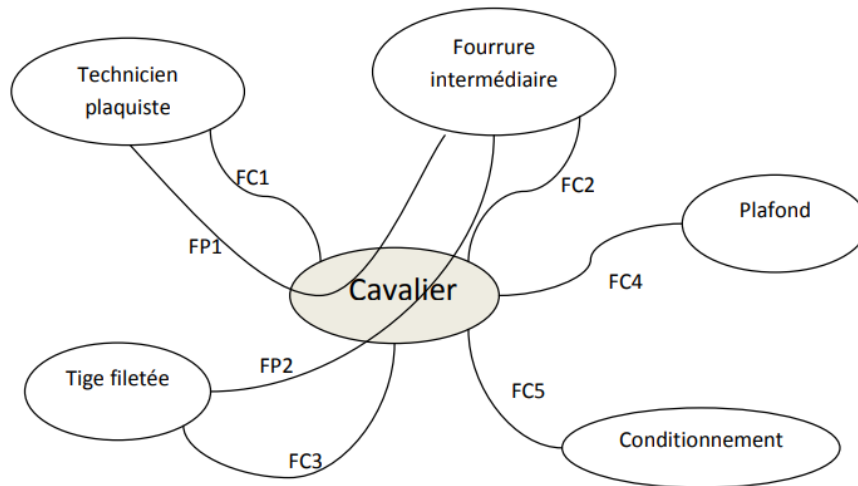 Technicien
plaquiste
Fourrure
intermédiaire
FC1
FC2
Plafond
FP1
Cavalier
FC4
Tige filetée
FP2
FC5
Conditionnement
FC3